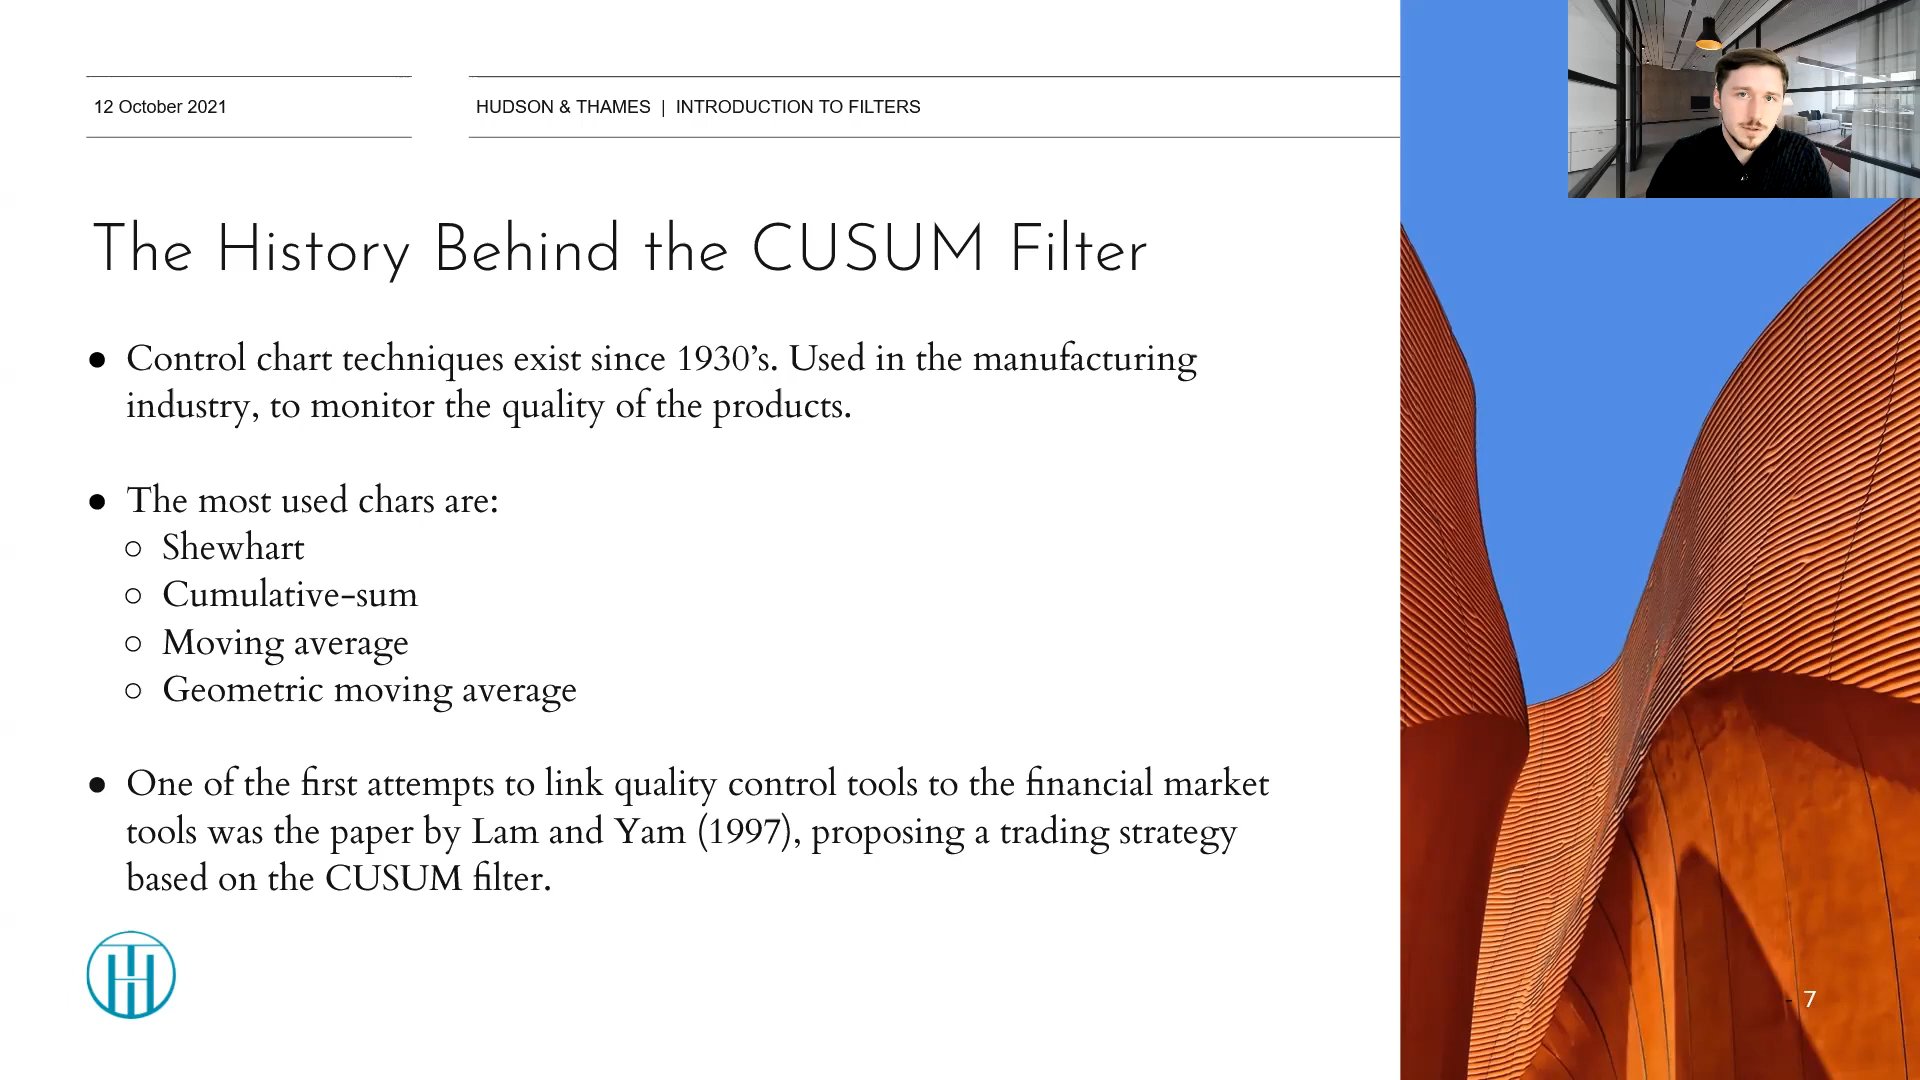 12 October 2021
HUDSON & THAMES | INTRODUCTION TO FILTERS
The History Behind the CUSUM Filter
● Control chart techniques exist since 1930’s. Used in the manufacturing
industry, to monitor the quality of the products.
● The most used chars are:
○ Shewhart
○ Cumulative-sum
○ Moving average
○ Geometric moving average
● One of the first attempts to link quality control tools to the financial market
tools was the paper by Lam and Yam (1997), proposing a trading strategy
based on the CUSUM filter.
- 7